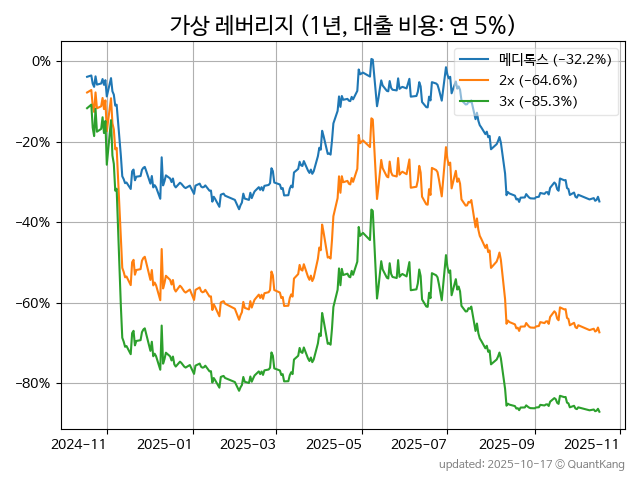 가상 레버리지 (1년, 대출 비용: 연 5%)
메디톡스 (−32.2%)
2x (−64.6%)
3x (−85.3%)
0%
−20%
−40%
−60%
−80%
2024-11 2025-01 2025-03 2025-05 2025-07 2025-09 2025-11
updated: 2025-10-17 © QuantKang